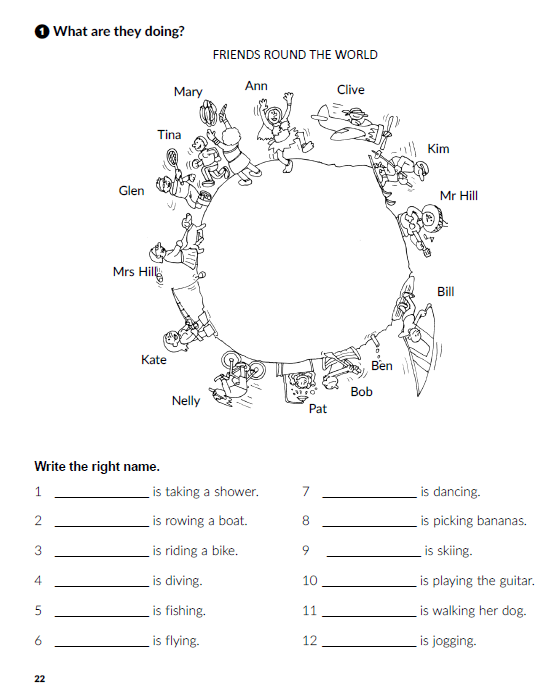 1 What are they doing?
FRIENDS ROUND THE WORLD
Ann
Clive
Mary
Tina
Kim
Glen
Mr Hill
Mrs Hill
Bill
Kate
Ben
Bob
Nelly
Pat
Write the right name.
1 ______________ is taking a shower.
2 ______________ is rowing a boat.
3 ______________ is riding a bike.
4 ______________ is diving.
5 ______________ is fishing.
6 ______________ is flying.
7 ______________ is dancing.
8 ______________ is picking bananas.
9 ______________ is skiing.
10 ______________ is playing the guitar.
11 ______________ is walking her dog.
12 ______________ is jogging.
22